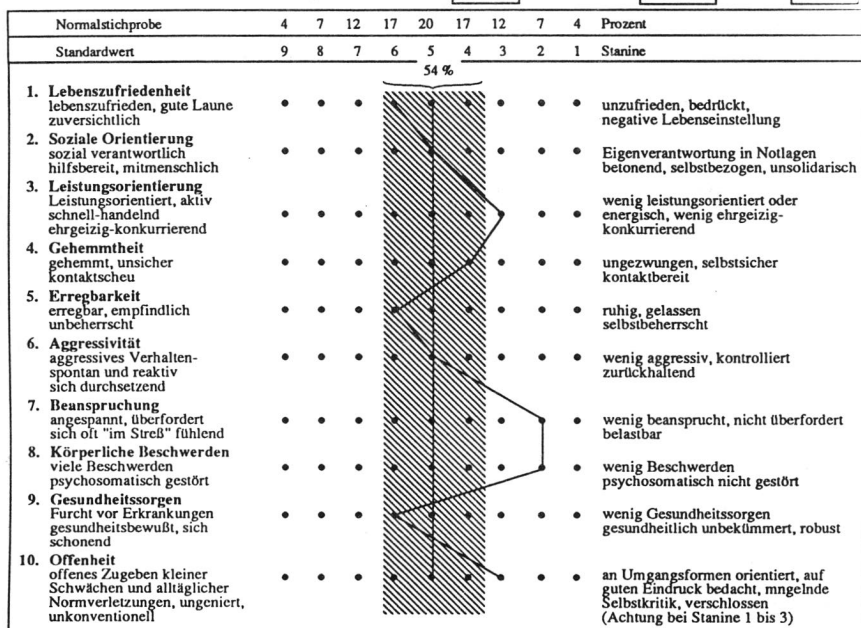 Normalstichprobe 4 7 12 17 20 17 12 7 4 Prozent
Standardwert 9 8 7 6 5 4 3 2 1 Stanine
54 %
1. Lebenszufriedenheit
lebenszufrieden, gute Laune
zuversichtlich
unzufrieden, bedrückt,
negative Lebenseinstellung
2. Soziale Orientierung
sozial verantwortlich
hilfsbereit, mitmenschlich
Eigenverantwortung in Notlagen
betonend, selbstbezogen, unsolidarisch
3. Leistungsorientierung
Leistungsorientiert, aktiv
schnell-handelnd
ehrgeizig-konkurrierend
wenig leistungsorientiert oder
energisch, wenig ehrgeizig-
konkurrierend
4. Gehemmtheit
gehemmt, unsicher
kontaktscheu
ungezwungen, selbstsicher
kontaktbereit
5. Erregbarkeit
erregbar, empfindlich
unbeherrscht
ruhig, gelassen
selbstbeherrscht
6. Aggressivität
aggressives Verhalten-
spontan und reaktiv
sich durchsetzend
wenig aggressiv, kontrolliert
zurückhaltend
7. Beanspruchung
angespannt, überfordert
sich oft "im Streß" fühlend
wenig beansprucht, nicht überfordert
belastbar
8. Körperliche Beschwerden
viele Beschwerden
psychosomatisch gestört
wenig Beschwerden
psychosomatisch nicht gestört
9. Gesundheitssorgen
Furcht vor Erkrankungen
gesundheitsbewußt, sich
schonend
wenig Gesundheitssorgen
gesundheitlich unbekümmert, robust
10. Offenheit
offenes Zugeben kleiner
Schwächen und alltäglicher
Normverletzungen, ungeniert,
unkonventionell
an Umgangsformen orientiert, auf
guten Eindruck bedacht, mngelnde
Selbstkritik, verschlossen
(Achtung bei Stanine 1 bis 3)